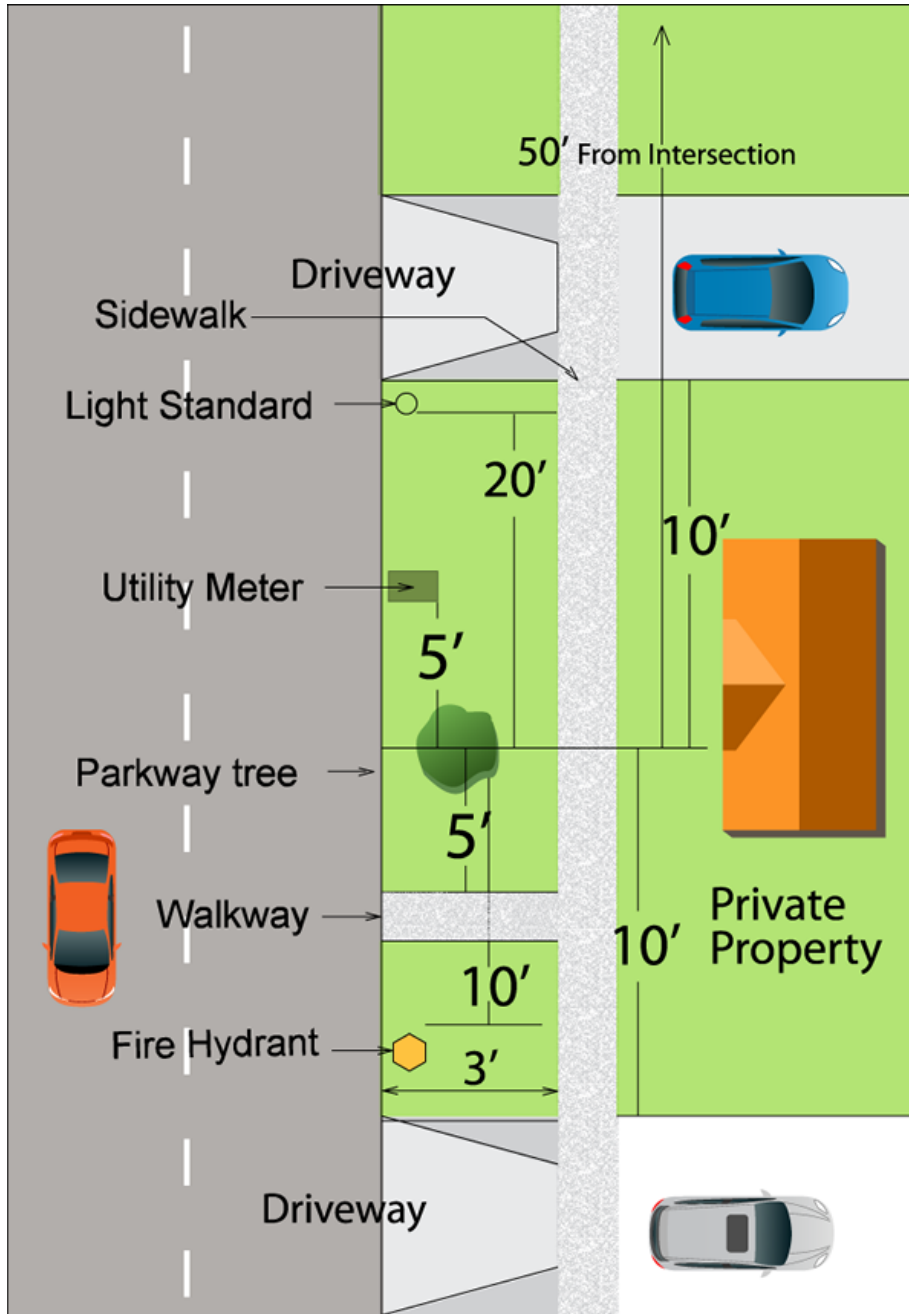 50′ From Intersection
Driveway
Sidewalk
Light Standard
20′
10′
Utility Meter
5′
Parkway tree
5′
Walkway
Private
Property
10′
10′
Fire Hydrant
3′
Driveway